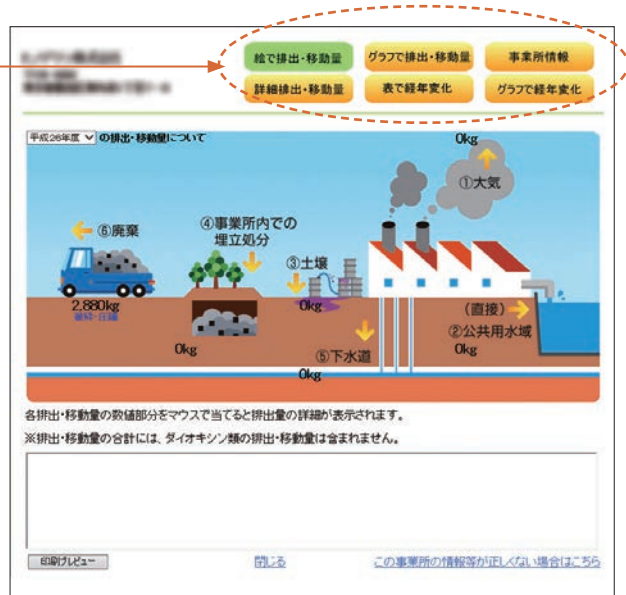 絵で排出・移動量
グラフで排出・移動量
事業所情報
詳細排出・移動量
表で経年変化
グラフで経年変化
平成26年度 の排出・移動量について
0kg
①大気
⑥廃棄
④事業所内での
埋立処分
③土壌
2,880kg
破砕・圧縮
0kg
(直接)
②公共用水域
0kg
0kg
⑤下水道
0kg
各排出・移動量の数値部分をマウスで当てると排出量の詳細が表示されます。
※排出・移動量の合計には、ダイオキシン類の排出・移動量は含まれません。
印刷プレビュー
閉じる
この事業所の情報等が正しくない場合はこちら